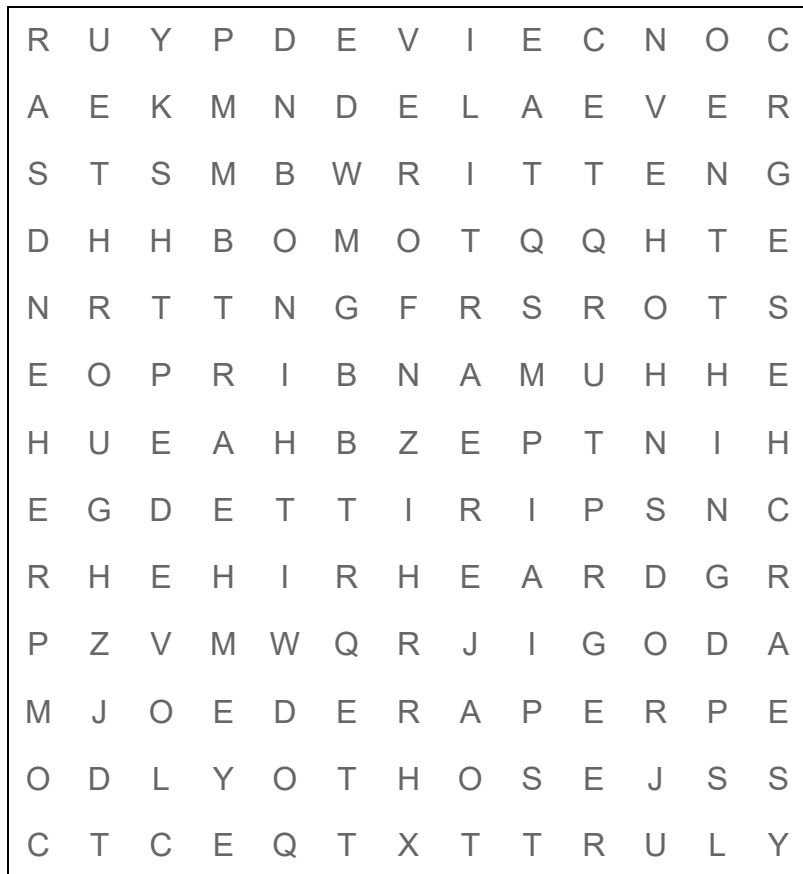 R U Y P D E V I E C N O C
A E K M N D E L A E V E R
S T S M B W R I T T E N G
D H H B O M O T Q Q H T E
N R T T N G F R S R O T S
E O P R I B N A M U H H E
H U E A H B Z E P T N I H
E G D E T T I R I P S N C
R H E H I R H E A R D G R
P Z V M W Q R J I G O D A
M J O E D E R A P E R P E
O D L Y O T H O S E J S S
C T C E Q T X T T R U L Y